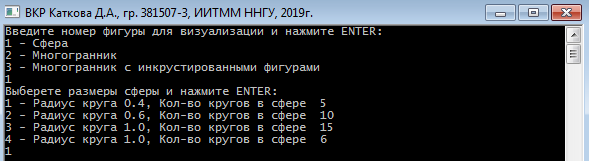 ВКР Каткова Д.А., гр. 381507-3, ИИТММ ННГУ, 2019г.
Введите номер фигуры для визуализации и нажмите ENTER:
1 - Сфера
2 - Многогранник
3 - Многогранник с инкрустированными фигурами
1
Выберете размеры сферы и нажмите ENTER:
1 - Радиус круга 0.4, Кол-во кругов в сфере  5
2 - Радиус круга 0.6, Кол-во кругов в сфере  10
3 - Радиус круга 1.0, Кол-во кругов в сфере  15
4 - Радиус круга 1.0, Кол-во кругов в сфере  6
1